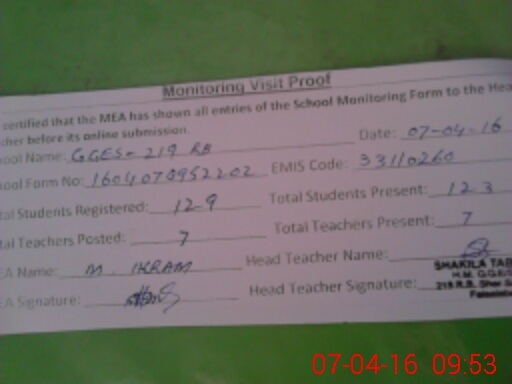 Monitoring Visit Proof
certified that the MEA has shown all entries of the School Monitoring Form to the Hea
cher before its online submission.
Date: 07-04-16
ool Name: GGES-219 RB
EMIS Code: 33110260
ool Form No: 1604070952202
Total Students Present: 123
tal Students Registered: 129
Total Teachers Present: 7
tal Teachers Posted: 7
Head Teacher Name:
EA Name: M. IKRAM
SHAKILA TAB
H.M. G.G.E/S
Head Teacher Signature: 219 R.B. Sher S
EA Signature:
Faisalab
07-04-16 09:53